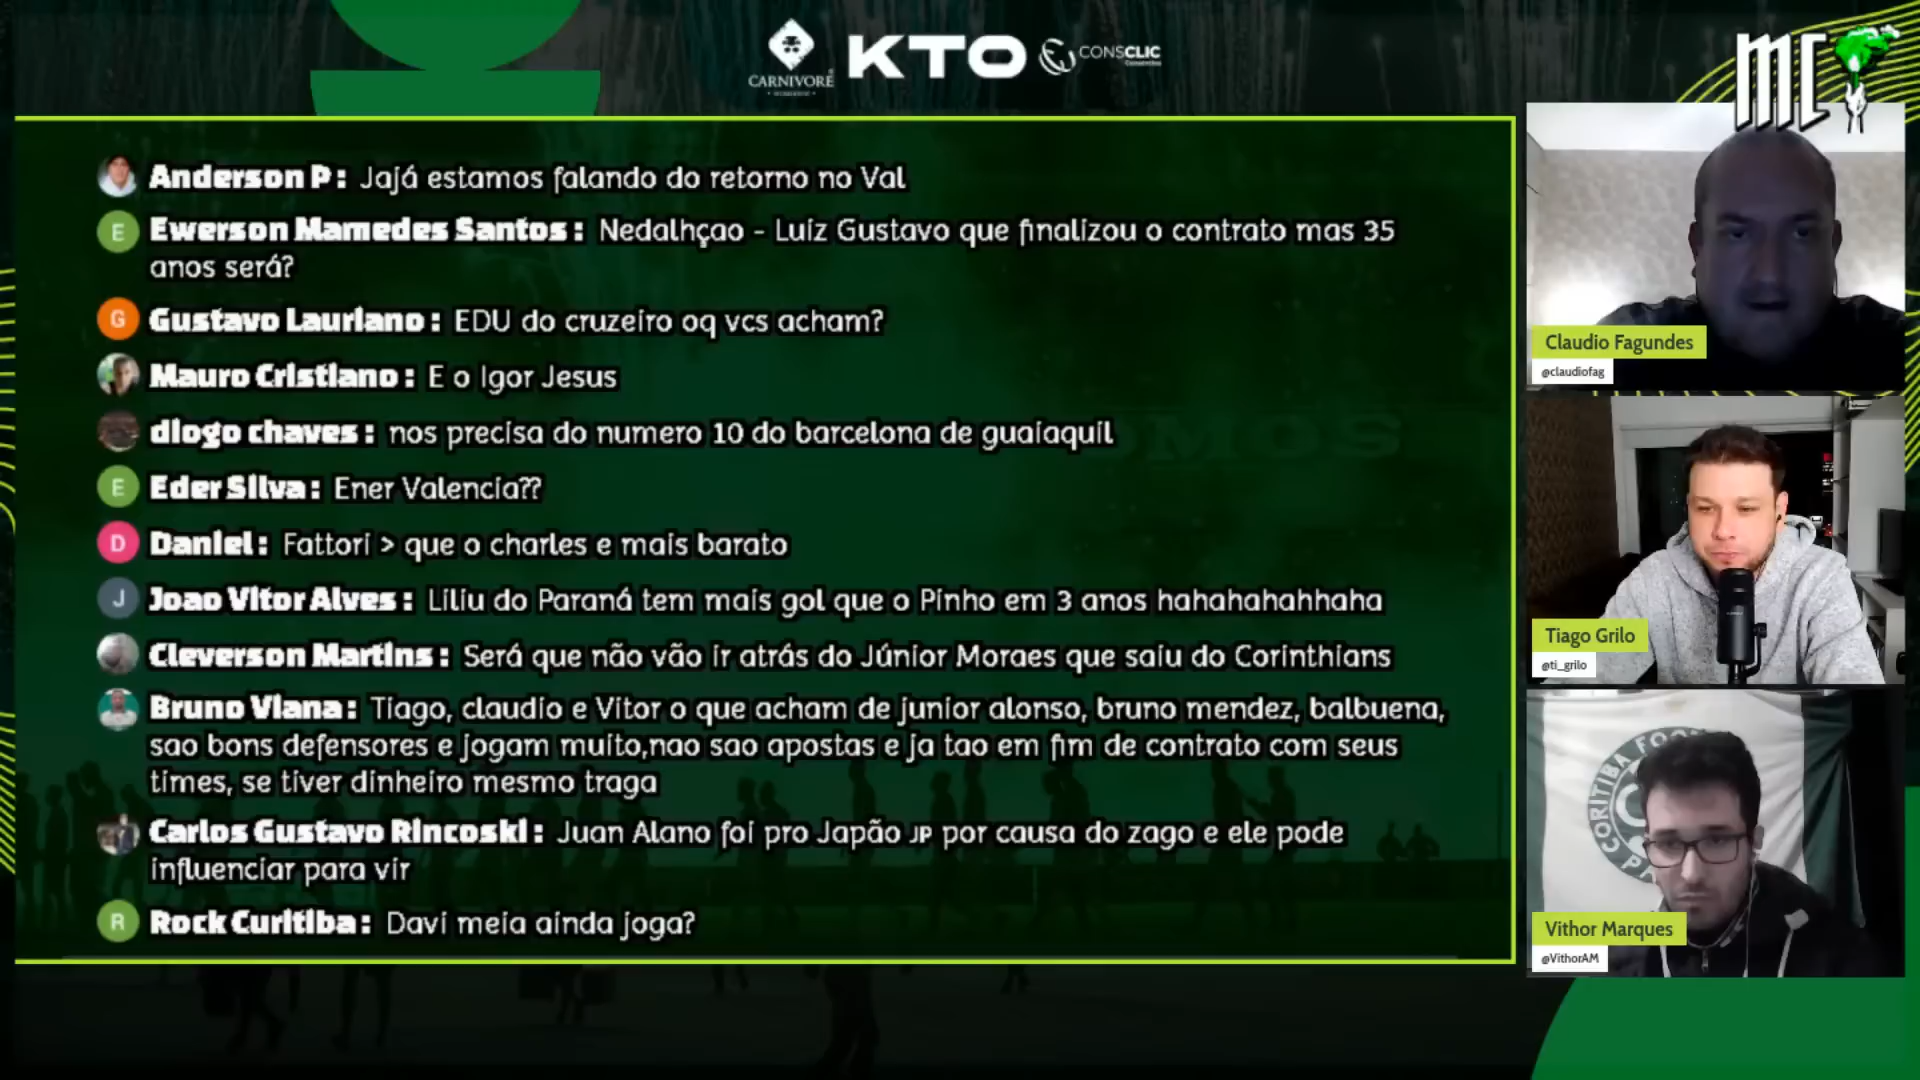 CARNIVORE
KTO
CONSCLIC
MC
Anderson P: Jajá estamos falando do retorno no Val
E Ewerson Mamedes Santos: Nedalhçao - Luiz Gustavo que finalizou o contrato mas 35
anos será?
G Gustavo Lauriano: EDU do cruzeiro oq vcs acham?
Mauro Cristiano: E o Igor Jesus
diogo chaves: nos precisa do numero 10 do barcelona de guaiaquil
E Eder Silva: Ener Valencia??
D Daniel: Fattori > que o charles e mais barato
J Joao Vitor Alves: Liliu do Paraná tem mais gol que o Pinho em 3 anos hahahahahhaha
Cleverson Martins: Será que não vão ir atrás do Júnior Moraes que saiu do Corinthians
Bruno Viana: Tiago, claudio e Vitor o que acham de junior alonso, bruno mendez, balbuena,
sao bons defensores e jogam muito,nao sao apostas e ja tao em fim de contrato com seus
times, se tiver dinheiro mesmo traga
Carlos Gustavo Rincoski: Juan Alano foi pro Japão JP por causa do zago e ele pode
influenciar para vir
R Rock Curitiba: Davi meia ainda joga?
Claudio Fagundes
@claudiofag
Tiago Grilo
@ti_grilo
CORITIBA FOO
Vithor Marques
@VithorAM